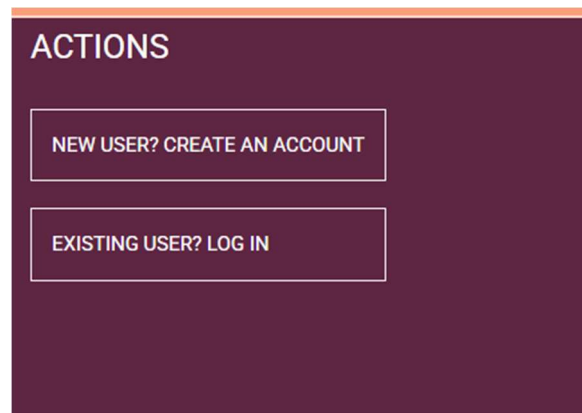 ACTIONS
NEW USER? CREATE AN ACCOUNT
EXISTING USER? LOG IN